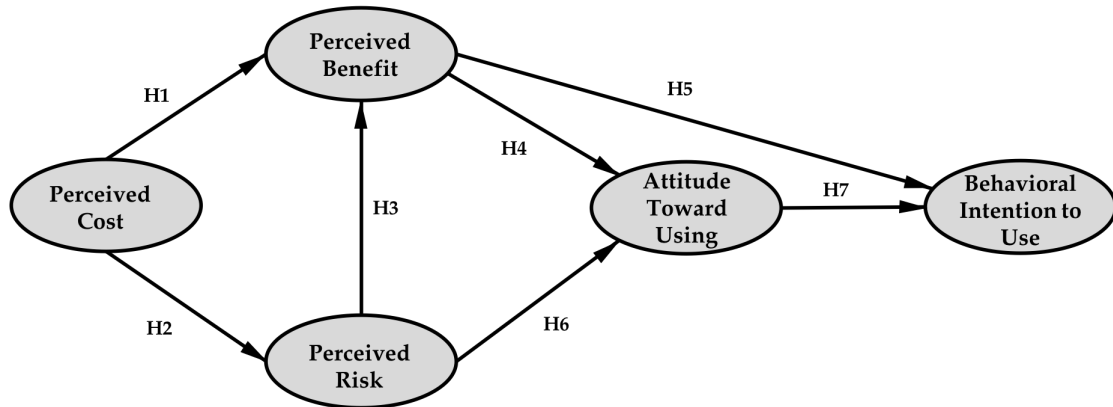 Perceived
Benefit
H1
H5
H4
Perceived
Cost
H3
Attitude
Toward
Using
H7
Behavioral
Intention to
Use
H2
H6
Perceived
Risk